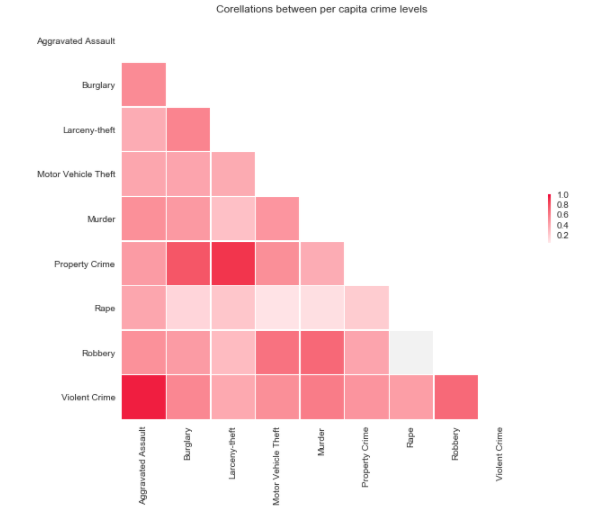 Corellations between per capita crime levels
Aggravated Assault
Burglary
Larceny-theft
Motor Vehicle Theft
Murder
Property Crime
Rape
Robbery
Violent Crime
1.0
0.8
0.6
0.4
0.2
Aggravated Assault
Burglary
Larceny-theft
Motor Vehicle Theft
Murder
Property Crime
Rape
Robbery
Violent Crime